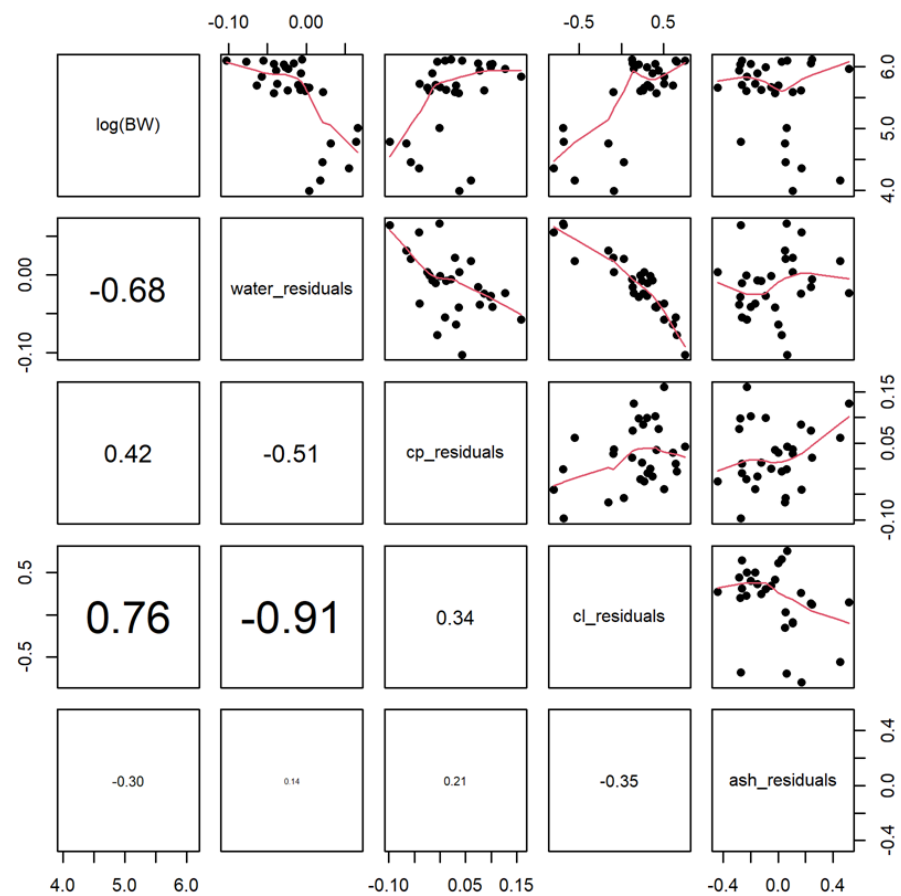 -0.10 0.00 -0.5 0.5
log(BW) 4.0 5.0 6.0
-0.10 0.00 -0.68 water_residuals
0.42 -0.51 cp_residuals -0.10 0.05 0.15
-0.5 0.5 0.76 -0.91 0.34 cl_residuals
-0.30 0.14 0.21 -0.35 ash_residuals -0.4 0.0 0.4
4.0 5.0 6.0 -0.10 0.05 0.15 -0.4 0.0 0.4